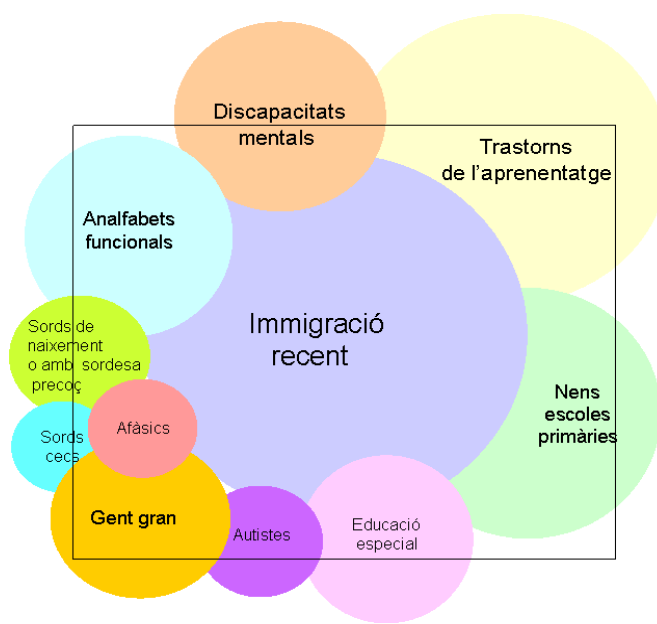 Discapacitats
mentals
Trastorns
de l'aprenentatge
Analfabets
funcionals
Immigració
recent
Sords de
naixement
o amb sordesa
precoç
Nens
escoles
primàries
Afàsics
Sords
cecs
Gent gran
Autistes
Educació
especial